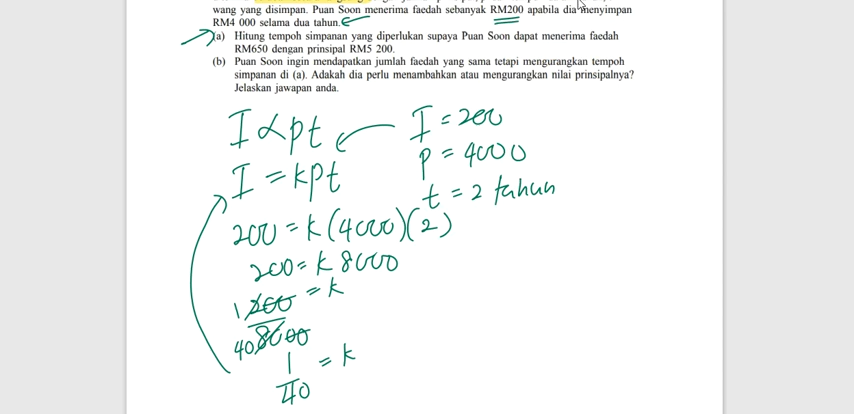 wang yang disimpan. Puan Soon menerima faedah sebanyak RM200 apabila dia menyimpan
RM4 000 selama dua tahun.
(a) Hitung tempoh simpanan yang diperlukan supaya Puan Soon dapat menerima faedah
RM650 dengan prinsipal RM5 200.
(b) Puan Soon ingin mendapatkan jumlah faedah yang sama tetapi mengurangkan tempoh
simpanan di (a). Adakah dia perlu menambahkan atau mengurangkan nilai prinsipalnya?
Jelaskan jawapan anda.
I ∝ pt
I = 200
p = 4000
I = kpt
t = 2 tahun
200 = k(4000)(2)
200 = k 8000
1 200 = k
40 8000
1 = k
40